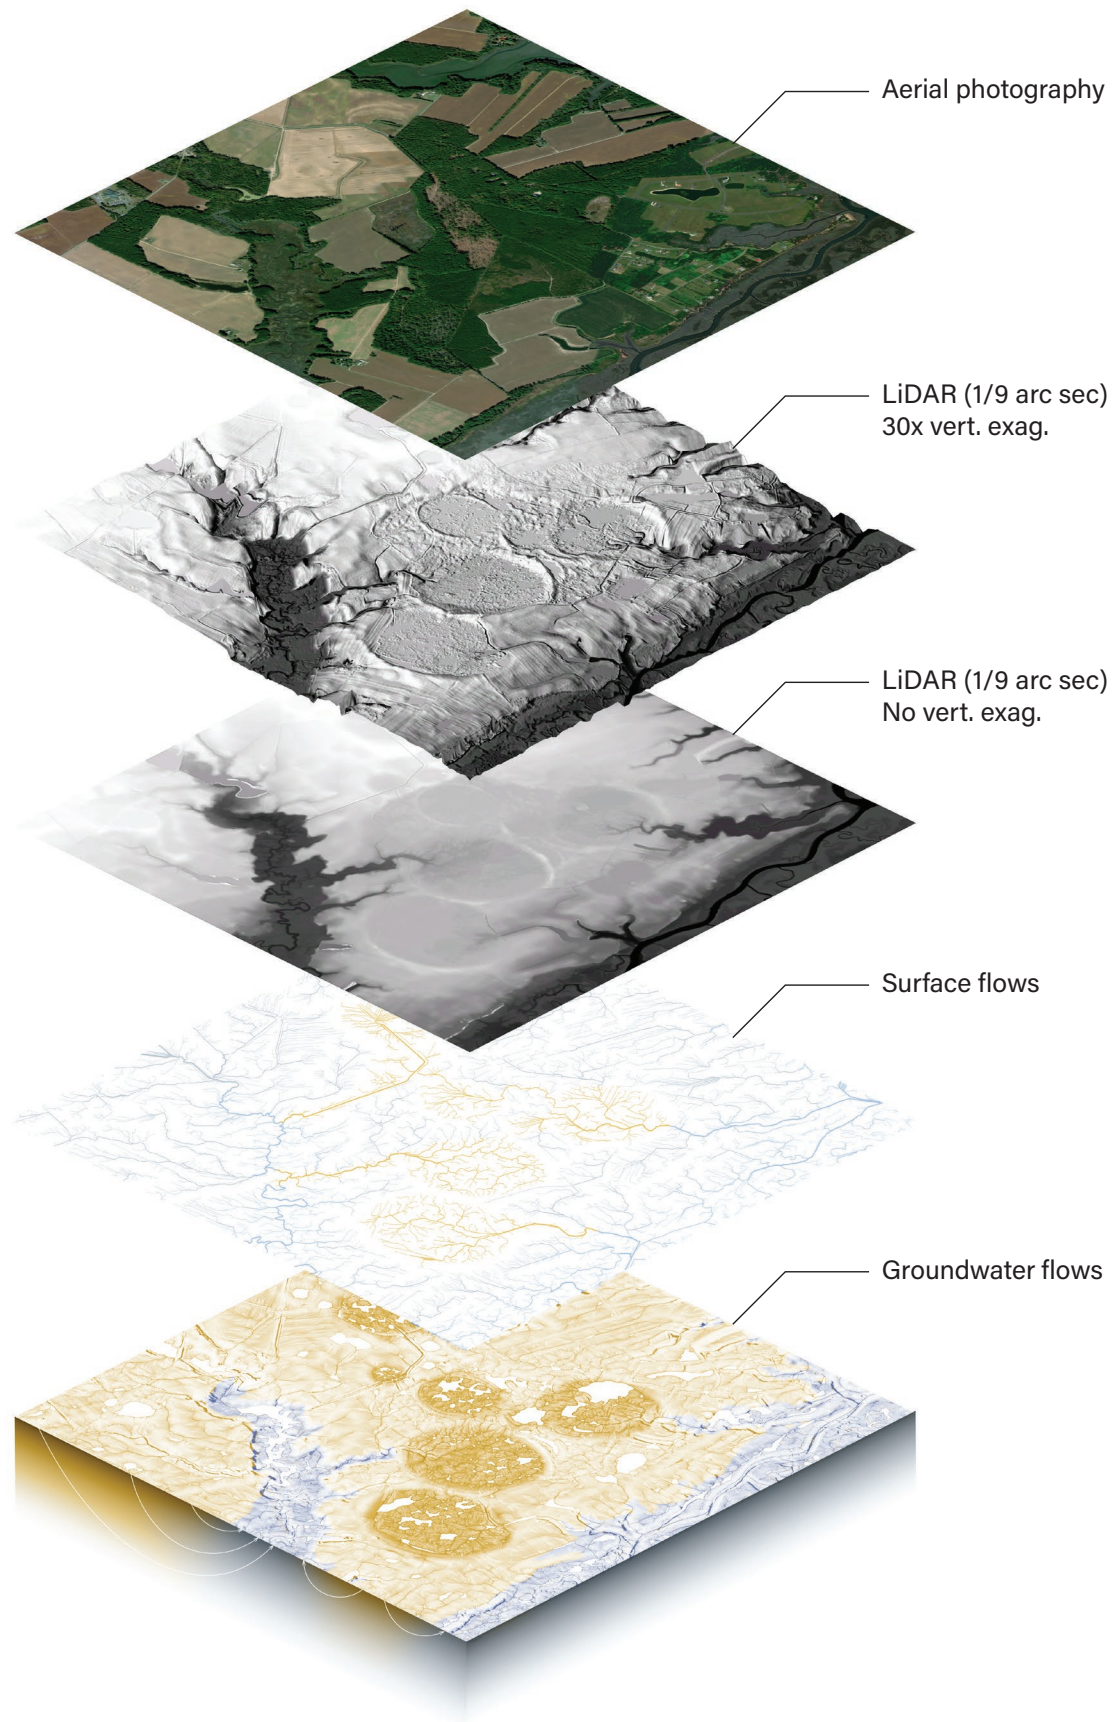 Aerial photography
LiDAR (1/9 arc sec)
30x vert. exag.
LiDAR (1/9 arc sec)
No vert. exag.
Surface flows
Groundwater flows